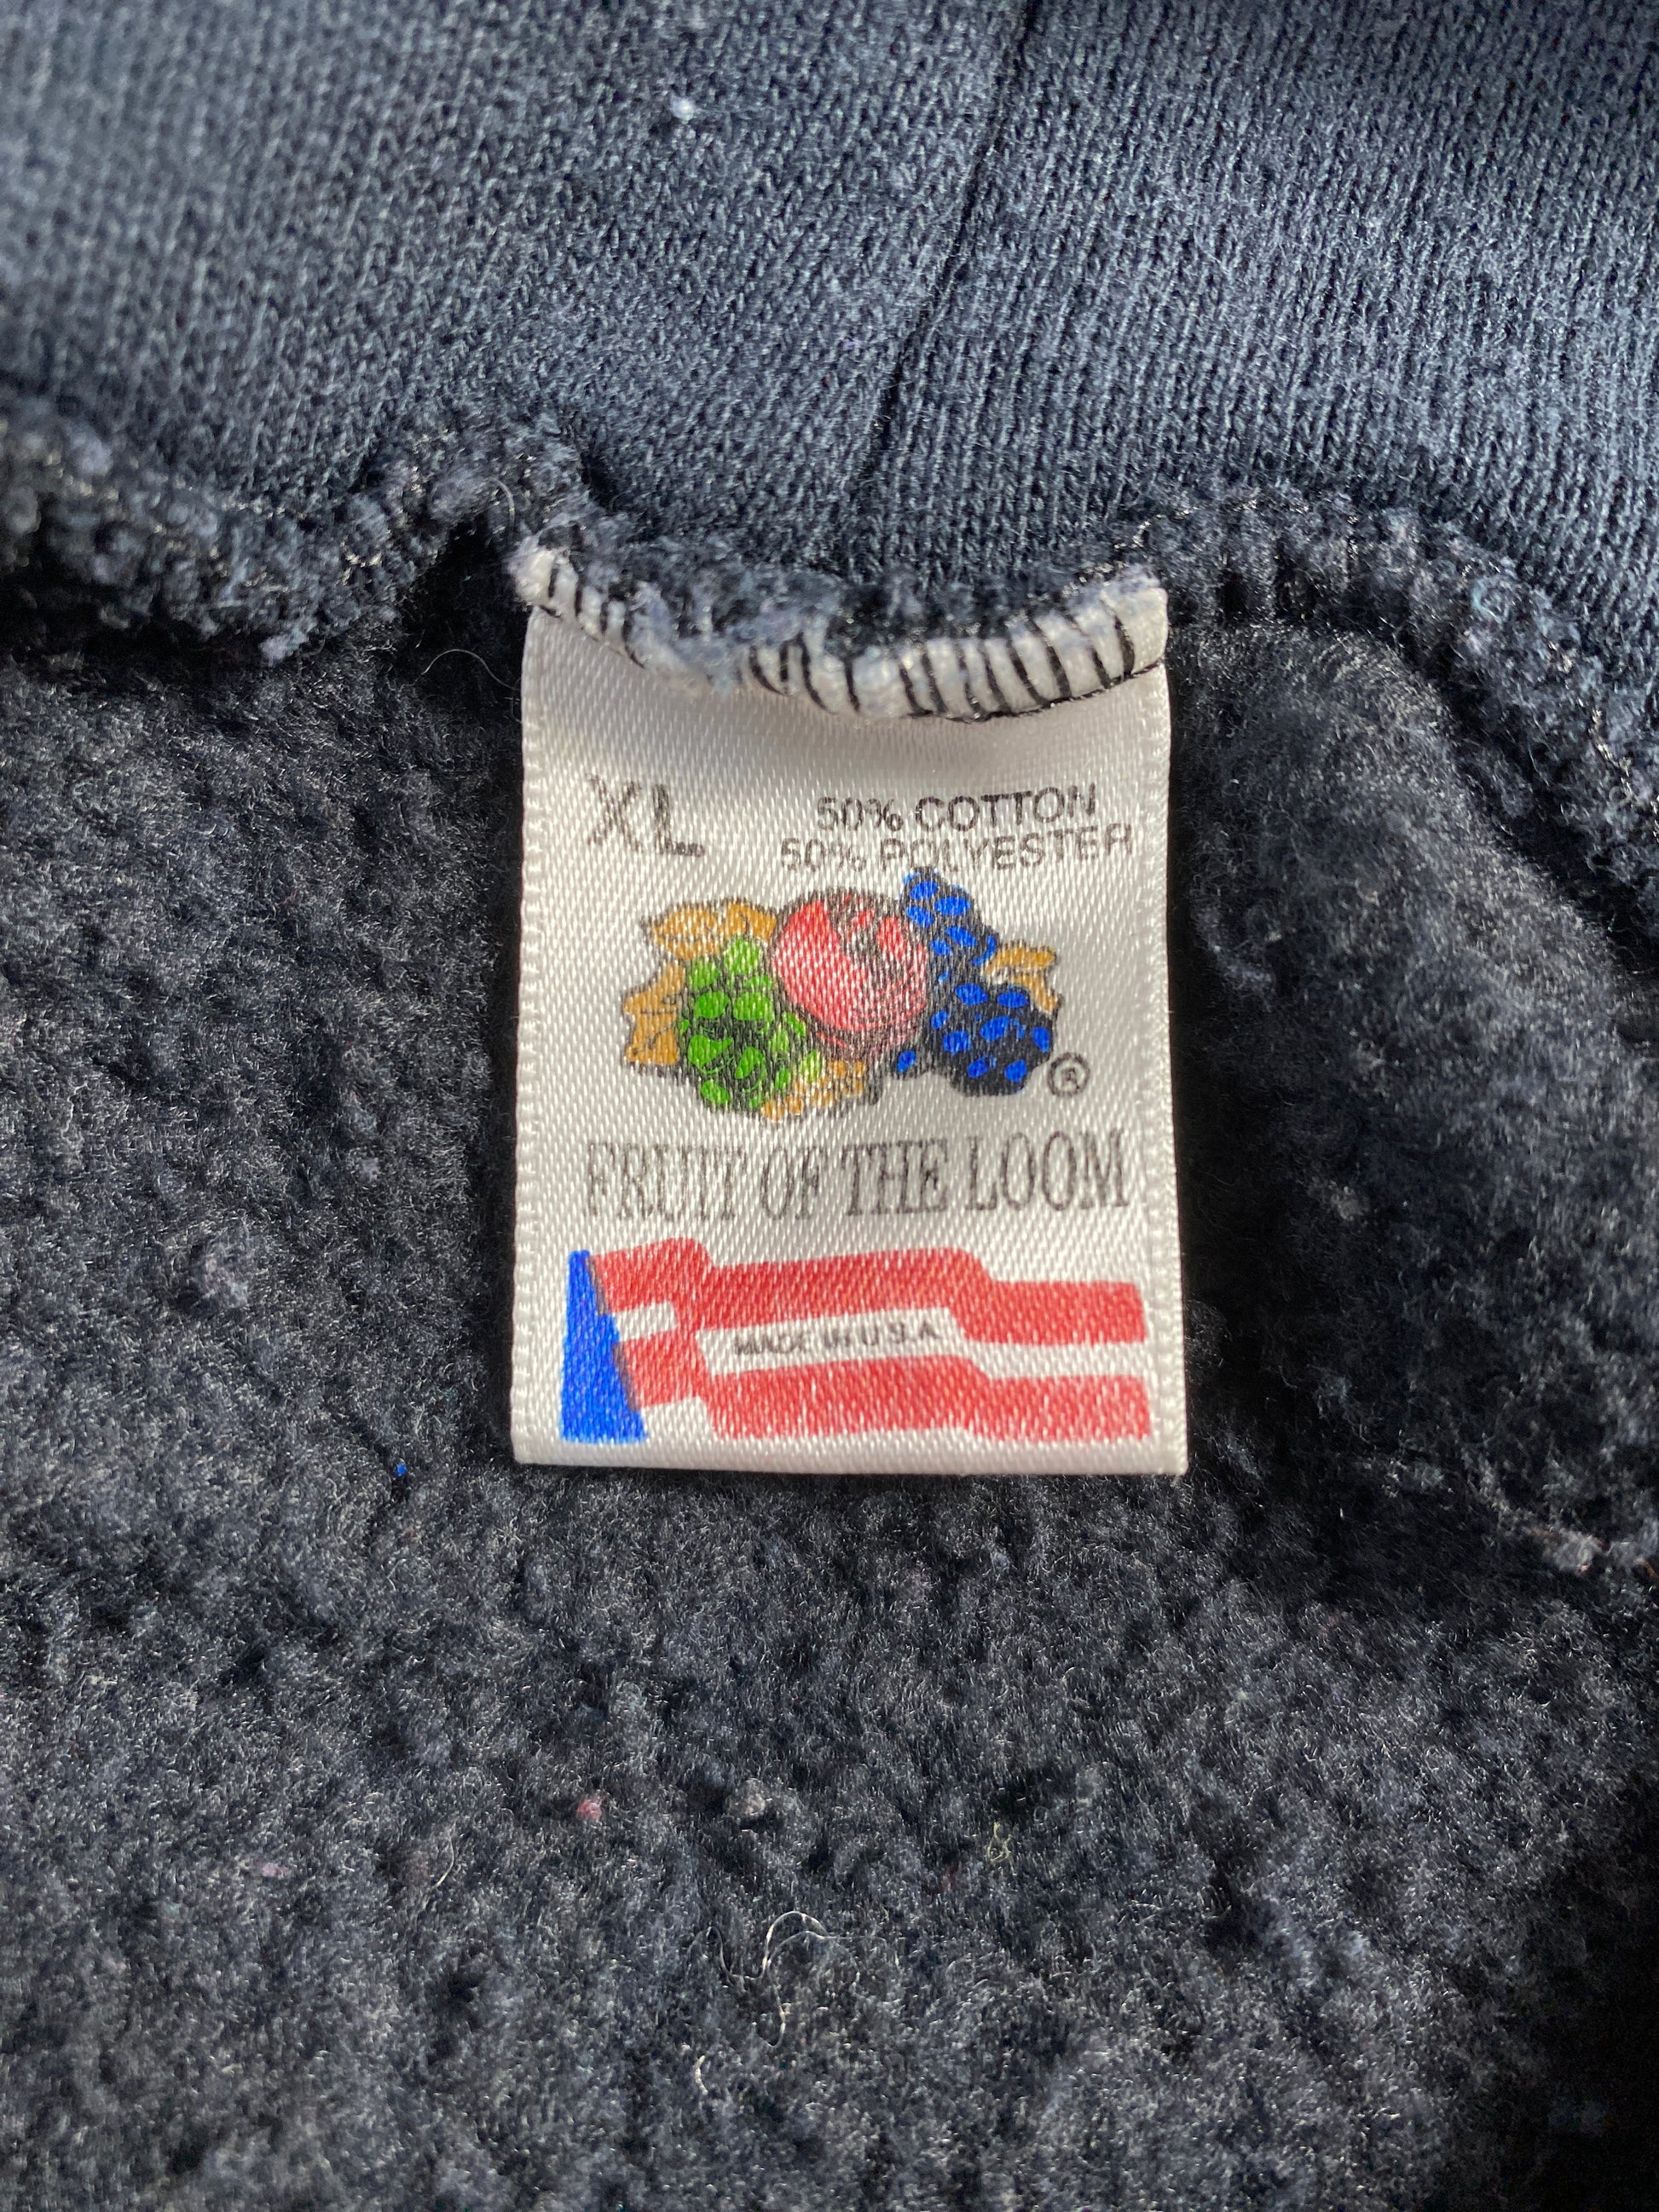 XL
50% COTTON
50% POLYESTER
®
FRUIT OF THE LOOM
MADE IN U.S.A.